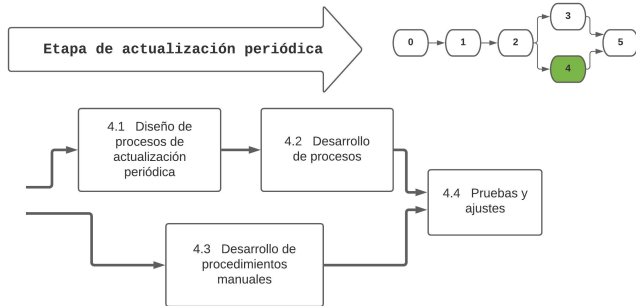 Etapa de actualización periódica
0
1
2
3
4
5
4.1 Diseño de
procesos de
actualización
periódica
4.2 Desarrollo
de procesos
4.3 Desarrollo de
procedimientos
manuales
4.4 Pruebas y
ajustes